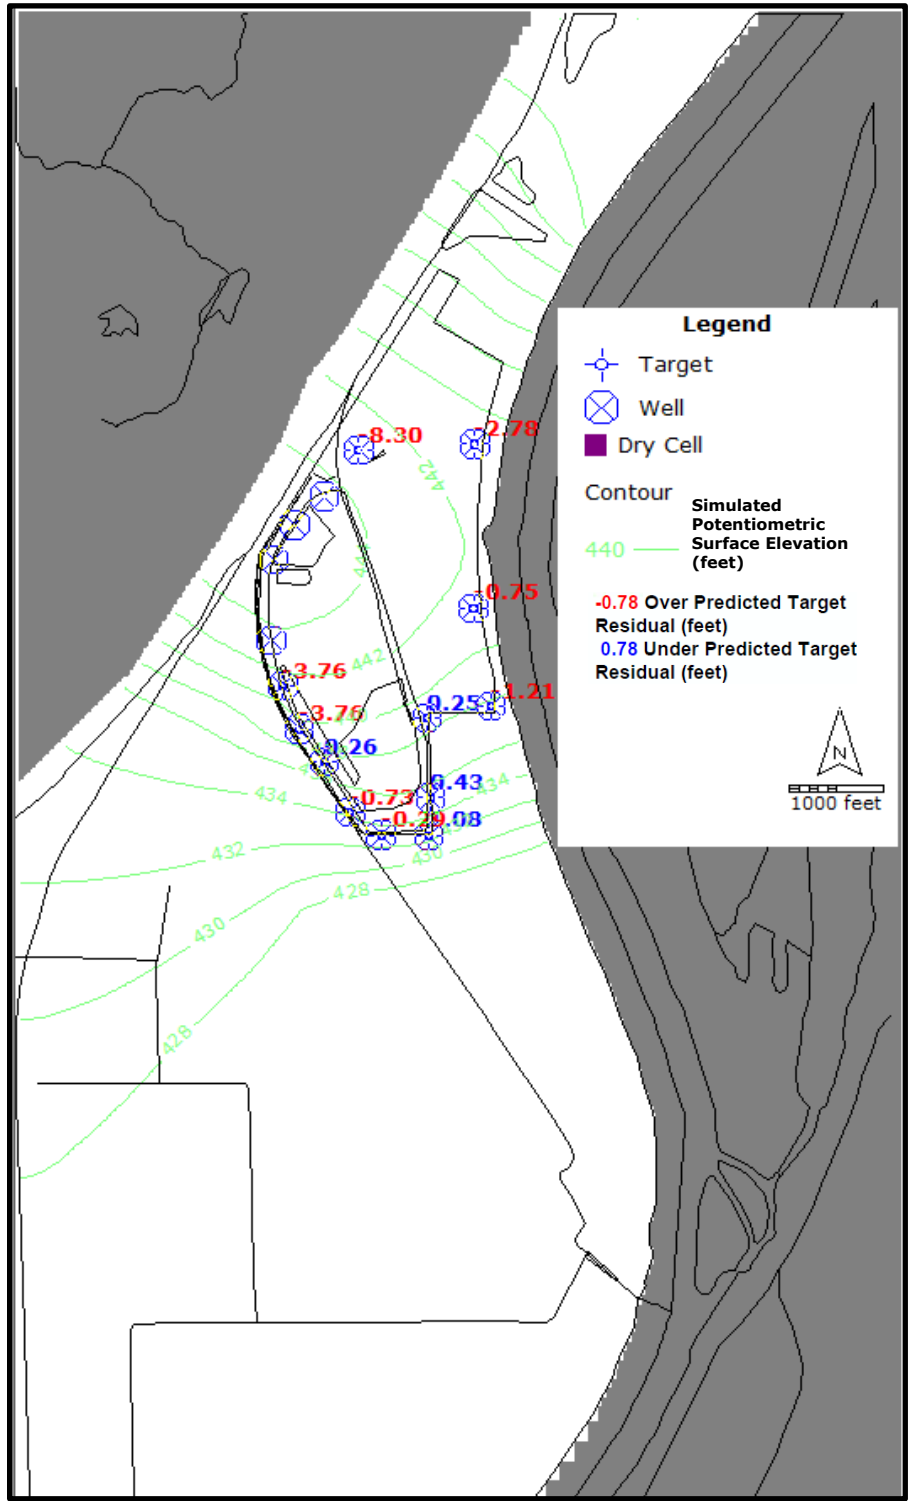 Legend
Target
Well
Dry Cell
Contour
Simulated
Potentiometric
Surface Elevation
(feet)
440
-0.78 Over Predicted Target
Residual (feet)
0.78 Under Predicted Target
Residual (feet)
N
1000 feet
-8.30
-2.78
442
-0.75
442
-3.76
-1.21
0.25
-3.76
0.26
434
0.43
434
-0.73
-0.29
.08
432
430
428
430
428